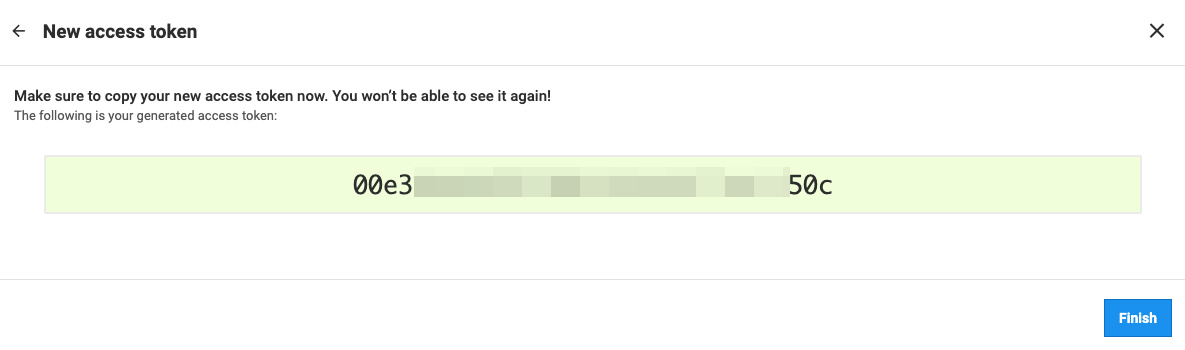 New access token
Make sure to copy your new access token now. You won't be able to see it again!
The following is your generated access token:
00e3 50c
Finish